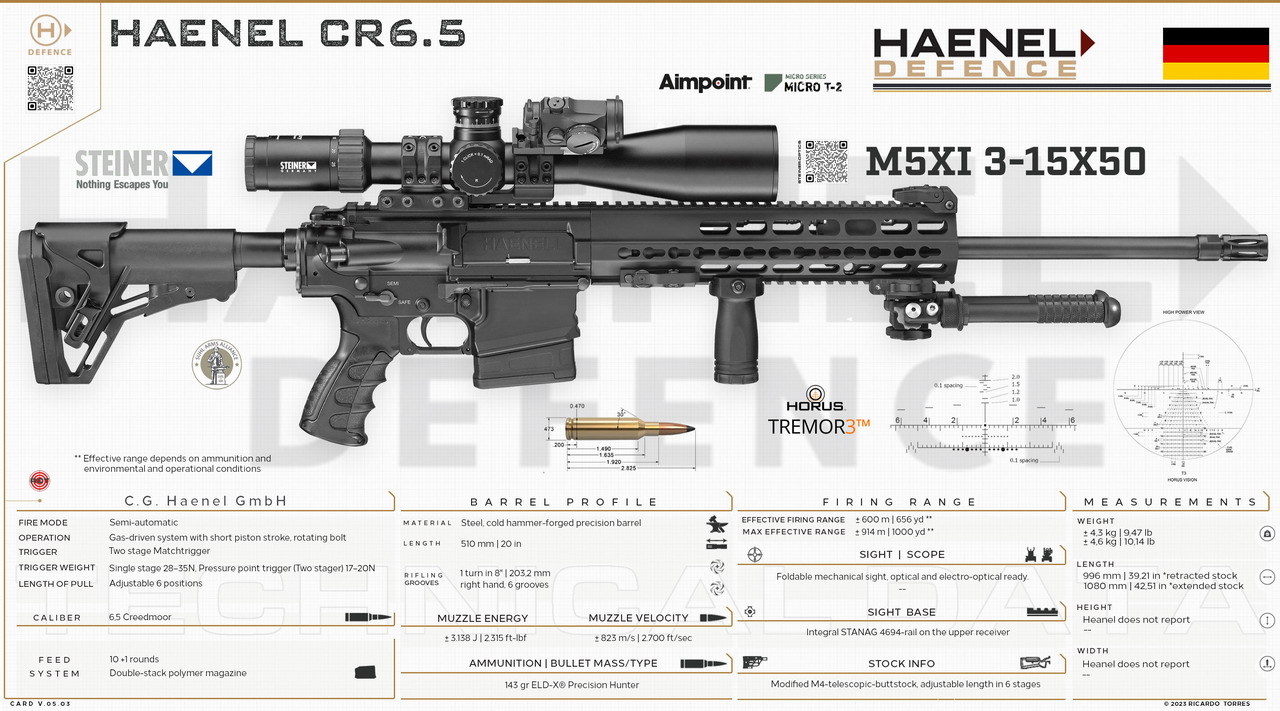 HAENEL CR6.5
DEFENCE
HAENEL
DEFENCE
Aimpoint
MICRO SERIES
MICRO T-2
STEINER
Nothing Escapes You
STEINER
GERMANY
M5XI 3-15X50
HAENEL
SEMI
SAFE
HIGH POWER VIEW
HORUS
TREMOR3™
0,1 spacing
2.0
1.5
1.2
1.0
6 4 2 2 4 6
0,1 spacing
T3
HORUS VISION
0.470
30°
473
.200
1.490
1.635
1.920
2.825
** Effective range depends on ammunition and
environmental and operational conditions
C.G. Haenel GmbH
FIRE MODE Semi-automatic
OPERATION Gas-driven system with short piston stroke, rotating bolt
TRIGGER Two stage Matchtrigger
TRIGGER WEIGHT Single stage 28–35N, Pressure point trigger (Two stager) 17–20N
LENGTH OF PULL Adjustable 6 positions
CALIBER 6,5 Creedmoor
FEED SYSTEM
10 +1 rounds
Double-stack polymer magazine
BARREL PROFILE
MATERIAL Steel, cold hammer-forged precision barrel
LENGTH 510 mm | 20 in
RIFLING GROOVES
1 turn in 8" | 203,2 mm
right hand, 6 grooves
MUZZLE ENERGY MUZZLE VELOCITY
± 3.138 J | 2.315 ft-lbf ± 823 m/s | 2.700 ft/sec
AMMUNITION | BULLET MASS/TYPE
143 gr ELD-X® Precision Hunter
FIRING RANGE
EFFECTIVE FIRING RANGE ± 600 m | 656 yd **
MAX EFFECTIVE RANGE ± 914 m | 1000 yd **
SIGHT | SCOPE
Foldable mechanical sight, optical and electro-optical ready.
--
SIGHT BASE
Integral STANAG 4694-rail on the upper receiver
STOCK INFO
Modified M4-telescopic-buttstock, adjustable length in 6 stages
MEASUREMENTS
WEIGHT
± 4,3 kg | 9,47 lb
± 4,6 kg | 10,14 lb
LENGTH
996 mm | 39,21 in *retracted stock
1080 mm | 42,51 in *extended stock
HEIGHT
Heanel does not report
--
WIDTH
Heanel does not report
--
TECHNICAL DATA
CARD V.05.03
© 2023 RICARDO TORRES